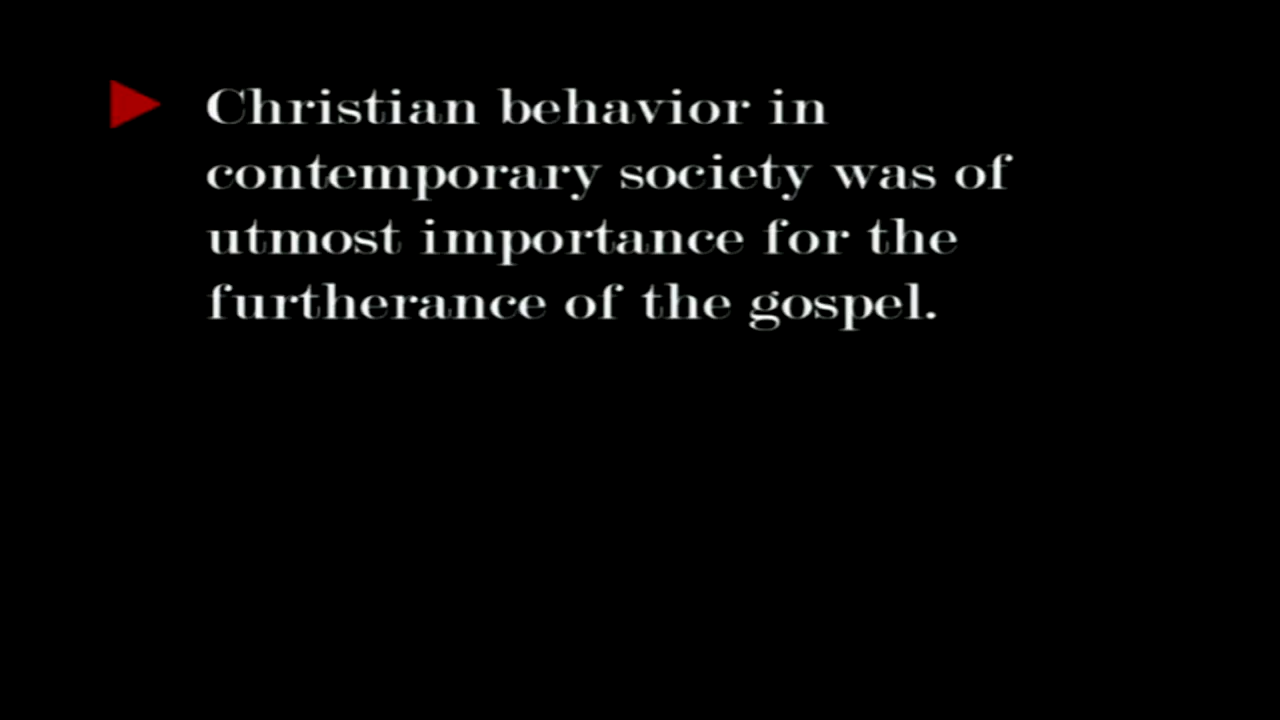 Christian behavior in
contemporary society was of
utmost importance for the
furtherance of the gospel.